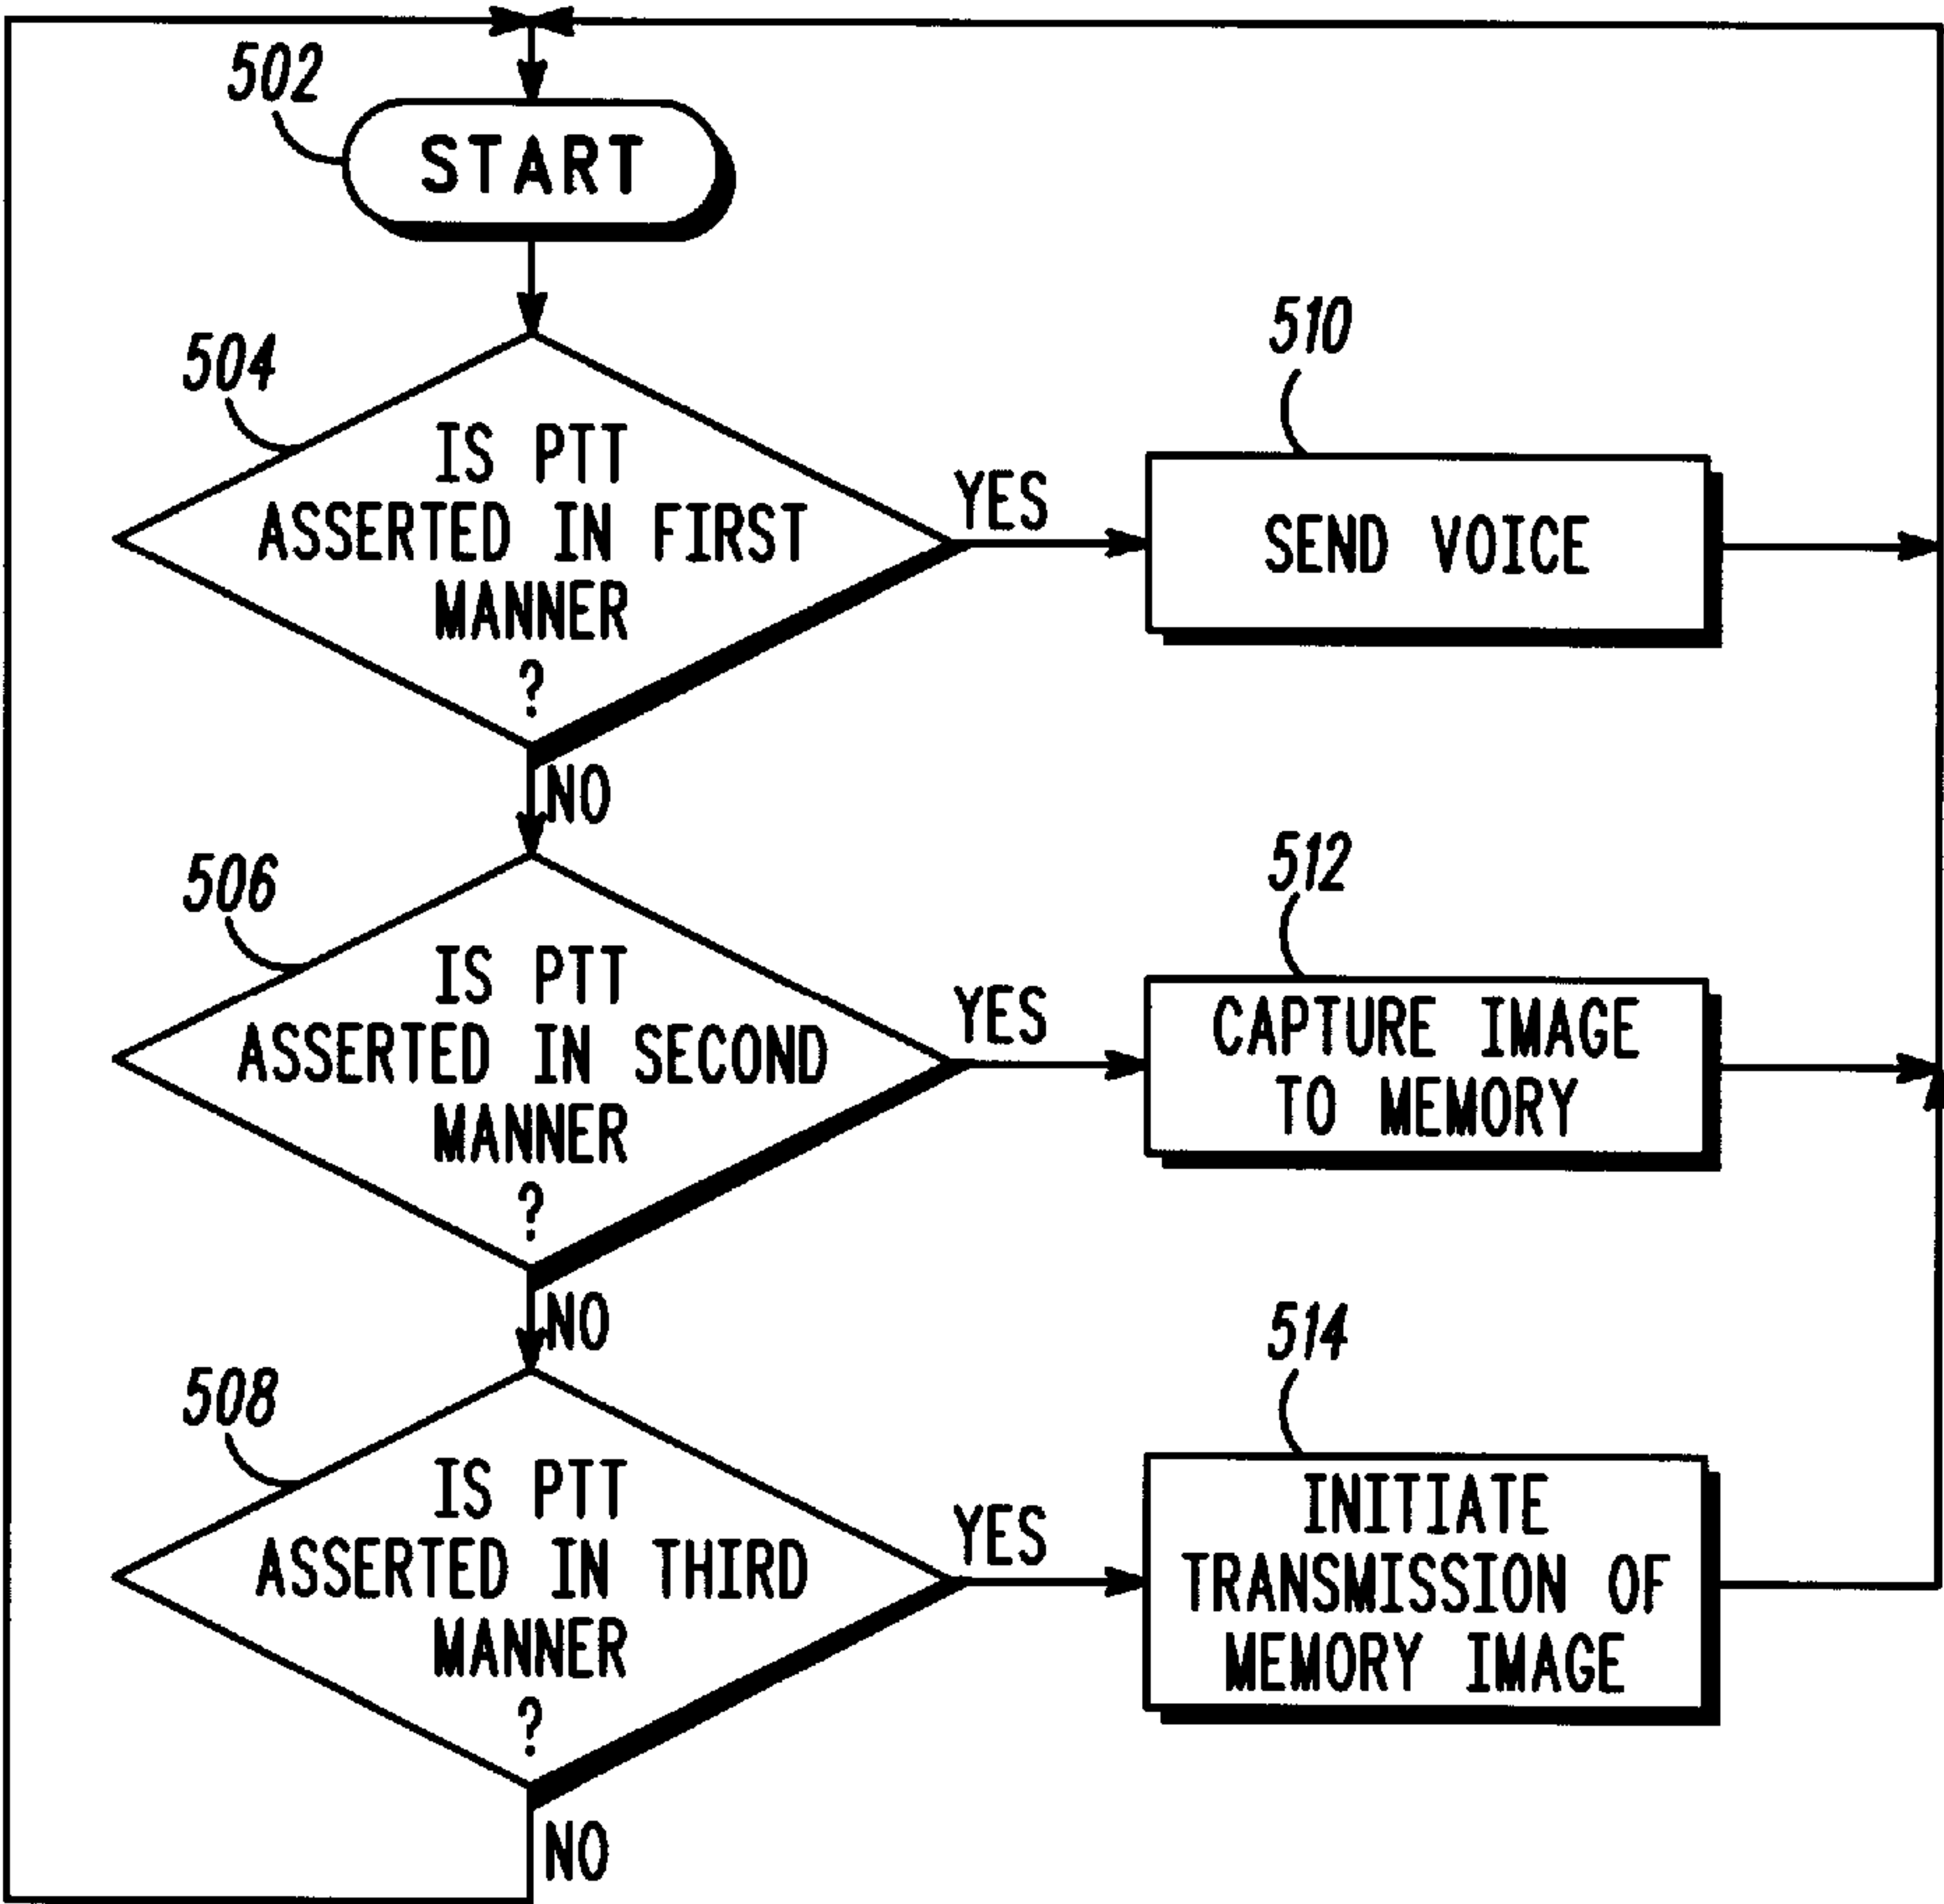 502
START
504
IS PTT
ASSERTED IN FIRST
MANNER
?
YES
510
SEND VOICE
NO
506
IS PTT
ASSERTED IN SECOND
MANNER
?
YES
512
CAPTURE IMAGE
TO MEMORY
NO
508
IS PTT
ASSERTED IN THIRD
MANNER
?
YES
514
INITIATE
TRANSMISSION OF
MEMORY IMAGE
NO